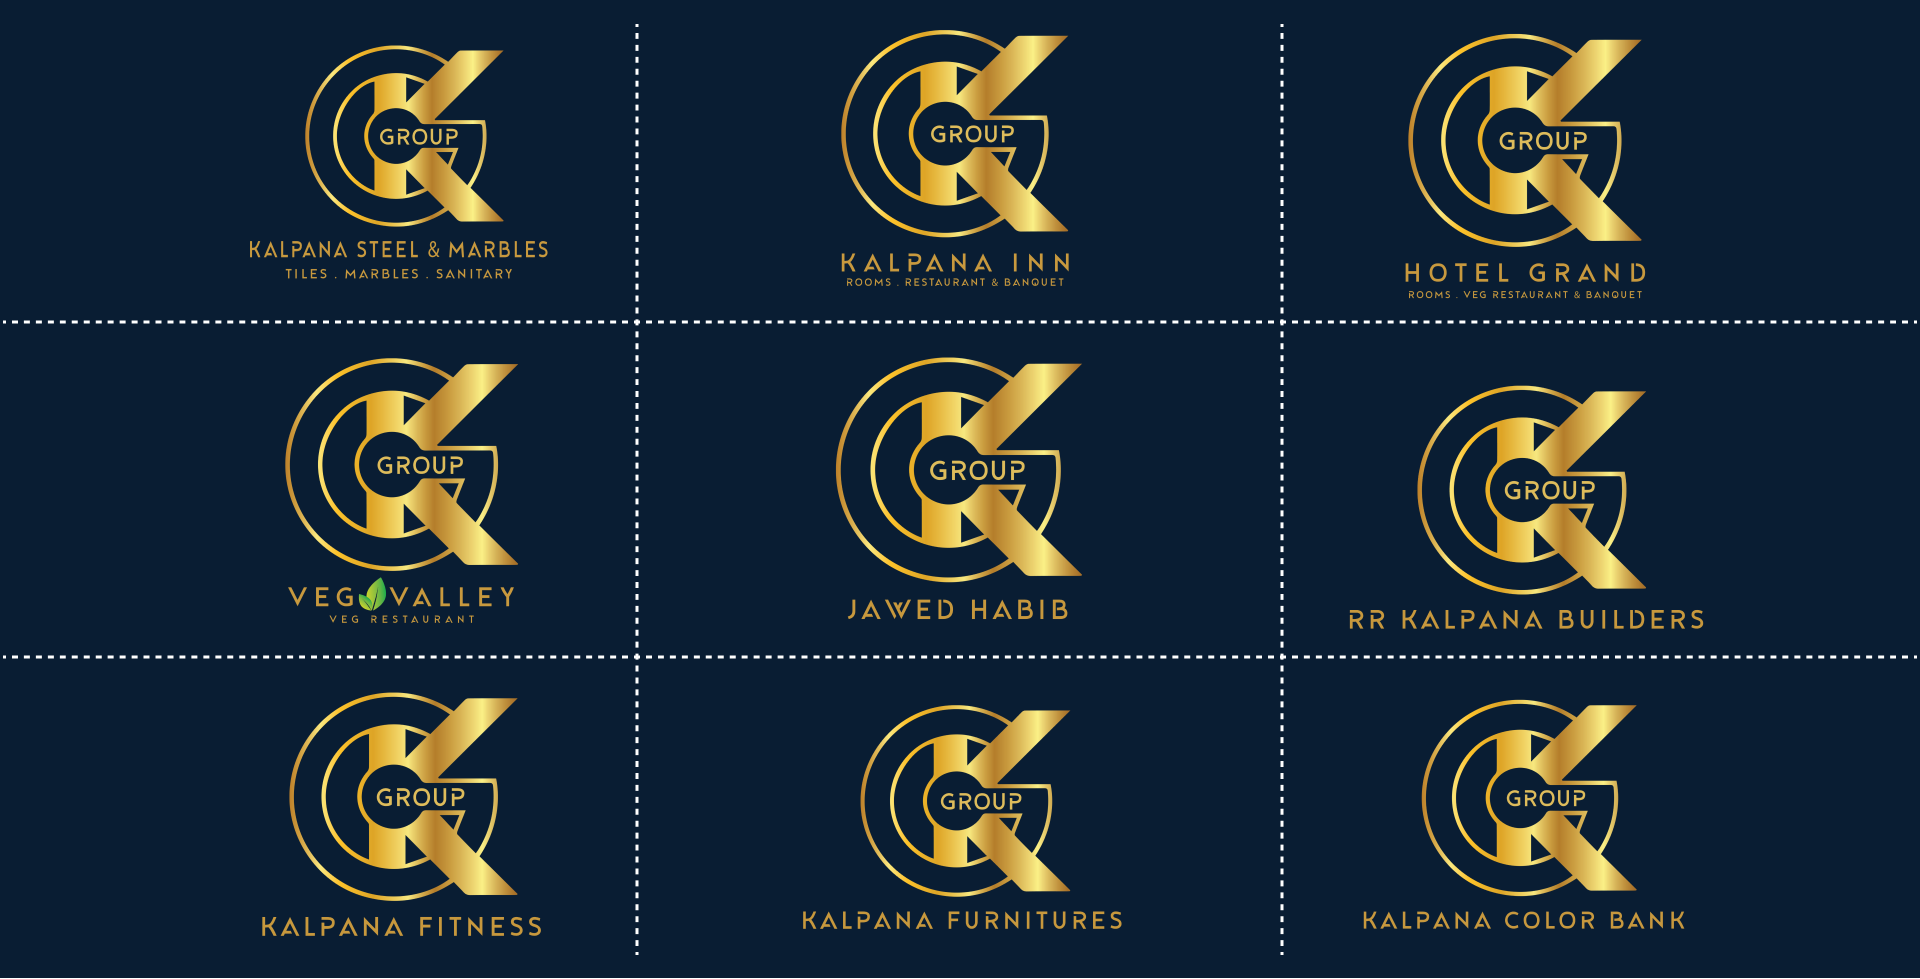 GROUP
KALPANA STEEL & MARBLES
TILES . MARBLES . SANITARY
GROUP
KALPANA INN
ROOMS . RESTAURANT & BANQUET
GROUP
HOTEL GRAND
ROOMS . VEG RESTAURANT & BANQUET
GROUP
VEG VALLEY
VEG RESTAURANT
GROUP
JAWED HABIB
GROUP
RR KALPANA BUILDERS
GROUP
KALPANA FITNESS
GROUP
KALPANA FURNITURES
GROUP
KALPANA COLOR BANK